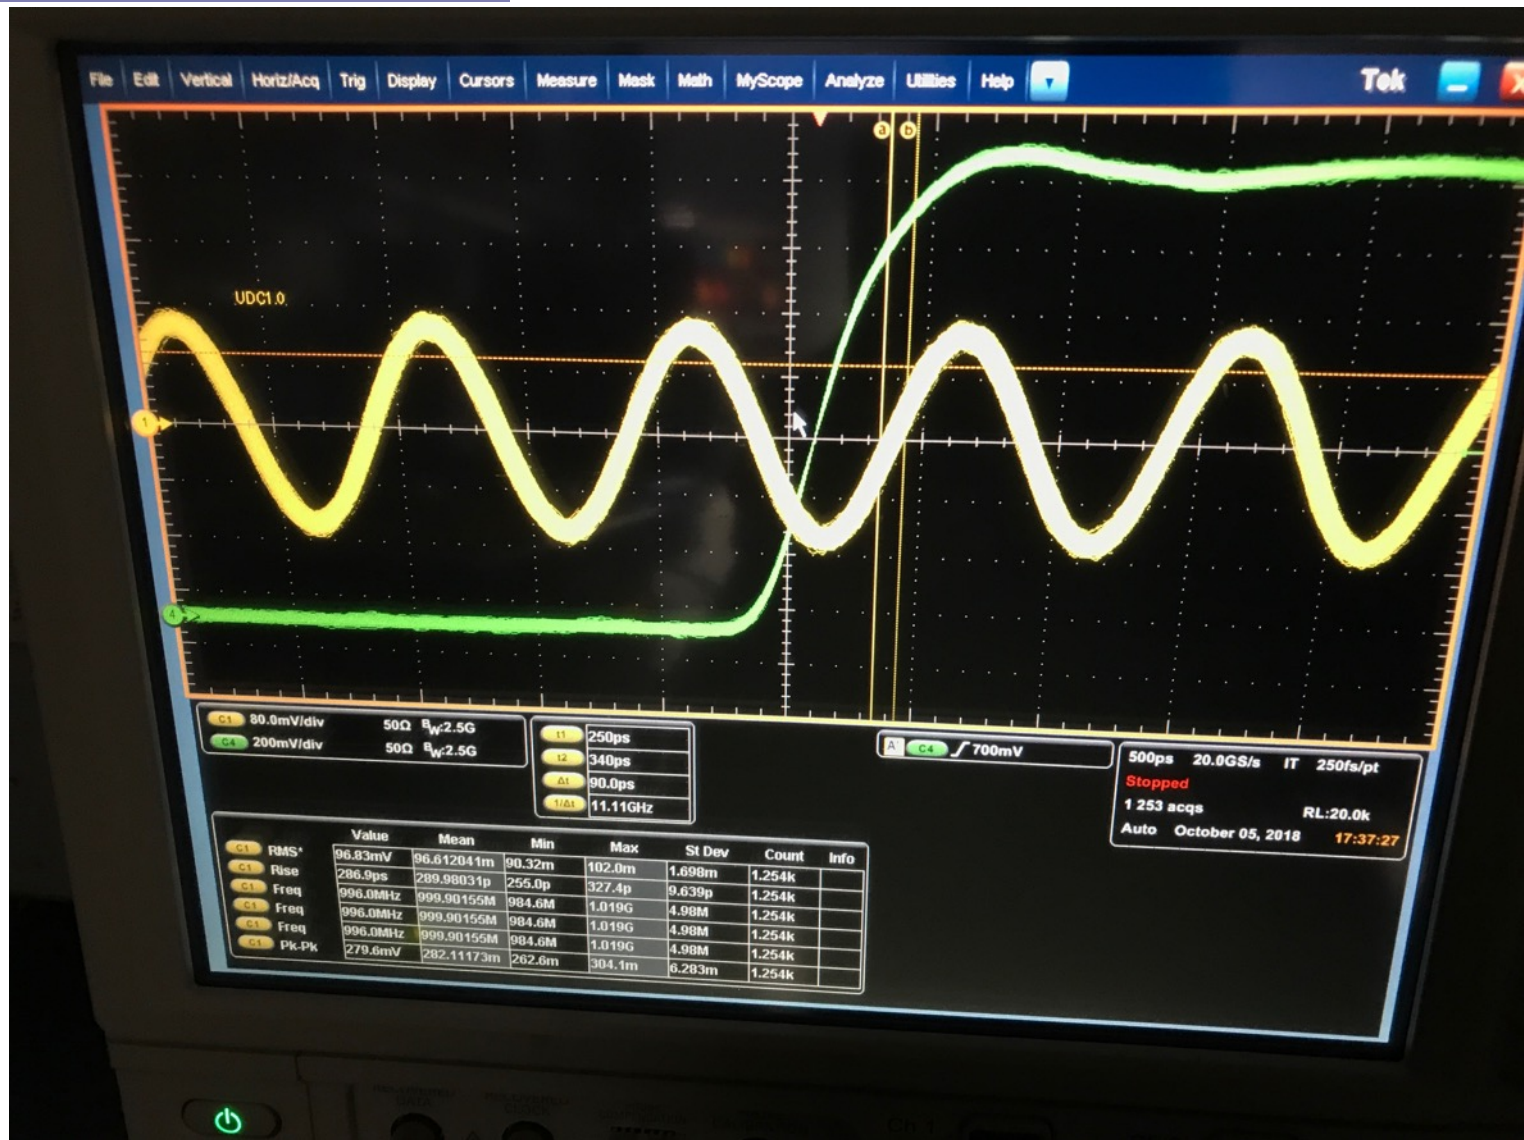 File Edit Vertical Horiz/Acq Trig Display Cursors Measure Mask Math MyScope Analyze Utilities Help Tek X
a b
UDC1.0
1
4
C1 80.0mV/div 50Ω BW:2.5G
C4 200mV/div 50Ω BW:2.5G
t1 250ps
t2 340ps
Δt 90.0ps
1/Δt 11.11GHz
A' C4 700mV
500ps 20.0GS/s IT 250fs/pt
Stopped
1 253 acqs RL:20.0k
Auto October 05, 2018 17:37:27
Value Mean Min Max St Dev Count Info
C1 RMS* 96.83mV 96.612041m 90.32m 102.0m 1.698m 1.254k
C1 Rise 286.9ps 289.98031p 255.0p 327.4p 9.639p 1.254k
C1 Freq 996.0MHz 999.90155M 984.6M 1.019G 4.98M 1.254k
C1 Freq 996.0MHz 999.90155M 984.6M 1.019G 4.98M 1.254k
C1 Freq 996.0MHz 999.90155M 984.6M 1.019G 4.98M 1.254k
C1 Pk-Pk 279.6mV 282.11173m 262.6m 304.1m 6.283m 1.254k
DATA
CLOCK
Ch 1